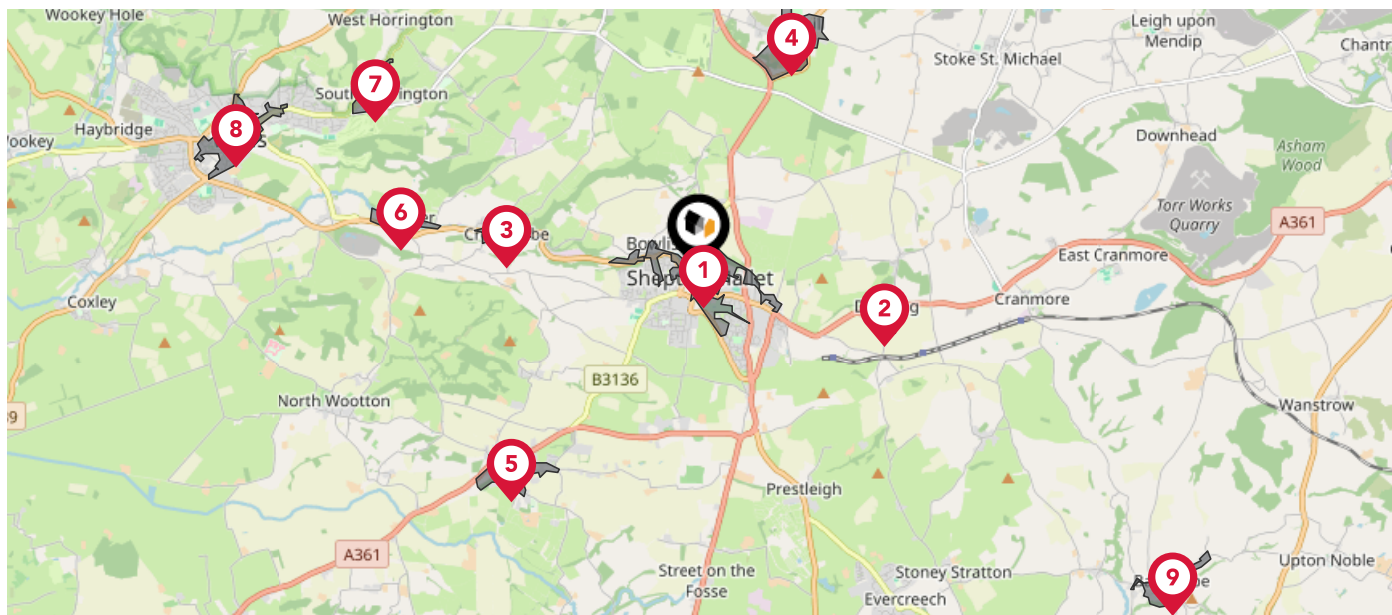 Wookey Hole
West Horrington
Leigh upon
Mendip
4
Stoke St. Michael
7
Haybridge
8
Downhead
Asham
Wood
Torr Works
Quarry
6
3
A361
1
East Cranmore
Coxley
2
Cranmore
B3136
North Wootton
Wanstrow
5
Prestleigh
A361
Upton Noble
Street on the
Fosse
Stoney Stratton
9
Evercreech